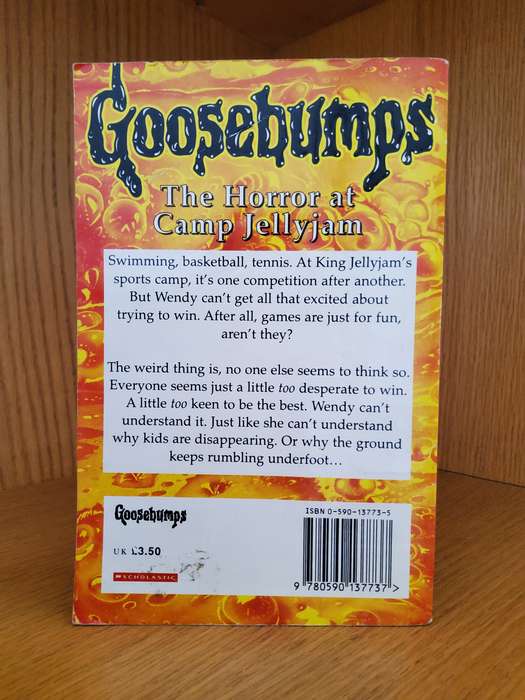 Goosebumps
The Horror at
Camp Jellyjam
Swimming, basketball, tennis. At King Jellyjam's
sports camp, it's one competition after another.
But Wendy can't get all that excited about
trying to win. After all, games are just for fun,
aren't they?
The weird thing is, no one else seems to think so.
Everyone seems just a little too desperate to win.
A little too keen to be the best. Wendy can't
understand it. Just like she can't understand
why kids are disappearing. Or why the ground
keeps rumbling underfoot...
Goosebumps
UK £3.50
SCHOLASTIC
ISBN 0-590-13773-5
9 780590 137737 >